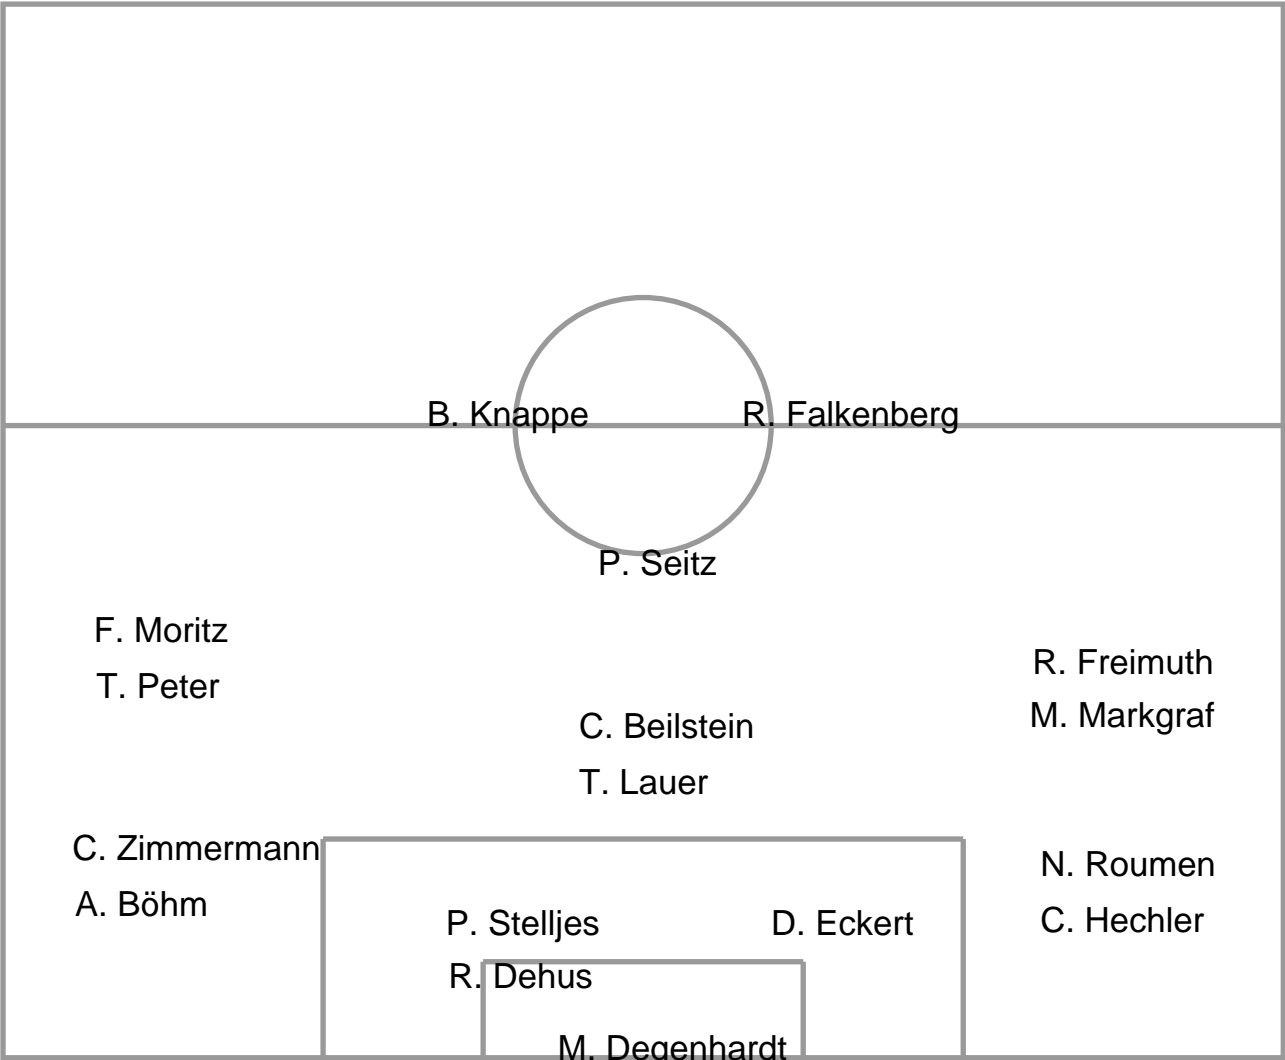 B. Knappe
R. Falkenberg
P. Seitz
F. Moritz
T. Peter
R. Freimuth
M. Markgraf
C. Beilstein
T. Lauer
C. Zimmermann
A. Böhm
N. Roumen
C. Hechler
P. Stelljes
D. Eckert
R. Dehus
M. Degenhardt